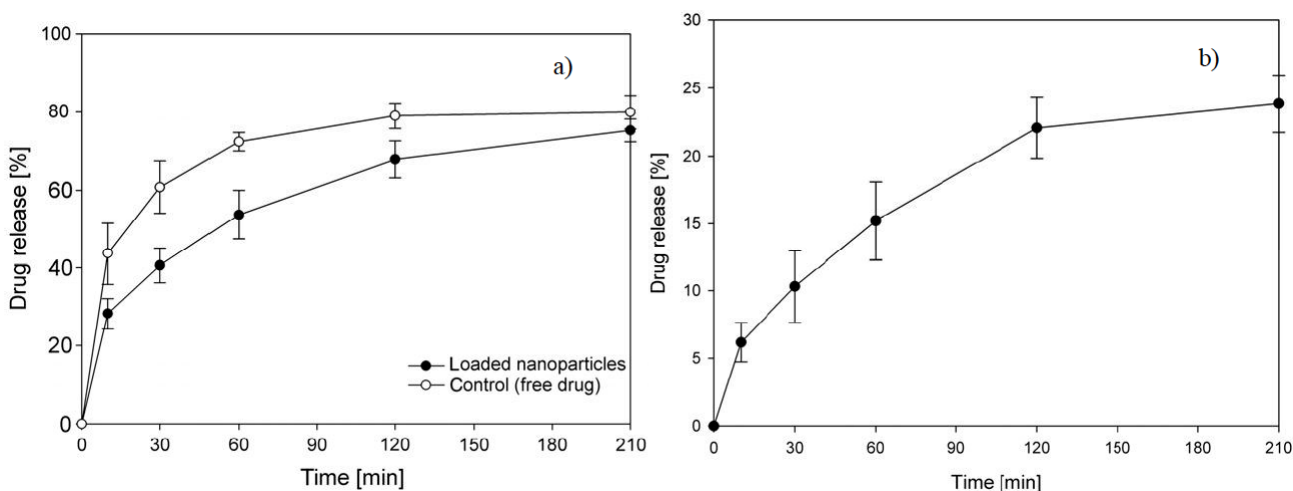 a)
Drug release [%]
100
80
60
40
20
0
Loaded nanoparticles
Control (free drug)
0 30 60 90 120 150 180 210
Time [min]
b)
Drug release [%]
30
25
20
15
10
5
0
0 30 60 90 120 150 180 210
Time [min]